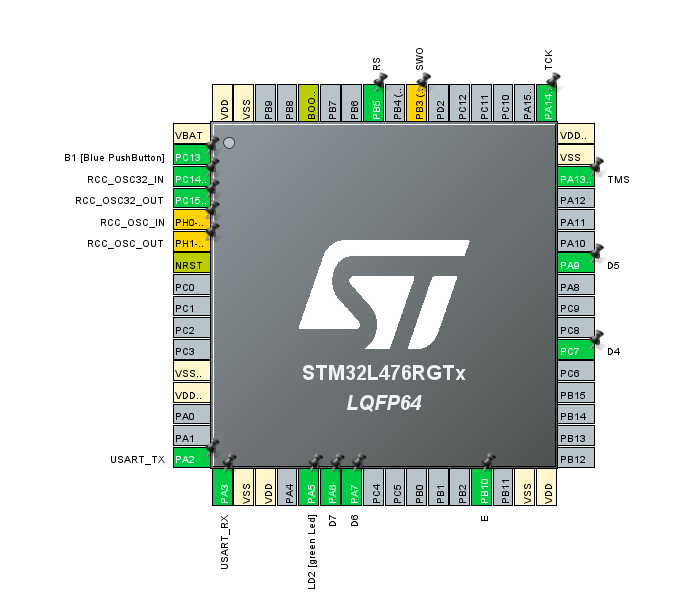 RS
SWO
TCK
VDD
VSS
PB9
PB8
BOO..
PB7
PB6
PB5
PB4 (..
PB3 (..
PD2
PC12
PC11
PC10
PA15..
PA14..
VBAT
B1 [Blue PushButton] PC13
RCC_OSC32_IN PC14..
RCC_OSC32_OUT PC15..
RCC_OSC_IN PH0-..
RCC_OSC_OUT PH1-..
NRST
PC0
PC1
PC2
PC3
VSS..
VDD..
PA0
PA1
USART_TX PA2
STM32L476RGTx
LQFP64
VDD..
VSS
PA13.. TMS
PA12
PA11
PA10
PA9 D5
PA8
PC9
PC8
PC7 D4
PC6
PB15
PB14
PB13
PB12
PA3
VSS
VDD
PA4
PA5
PA6
PA7
PC4
PC5
PB0
PB1
PB2
PB10
PB11
VSS
VDD
USART_RX
LD2 [green Led]
D7
D6
E